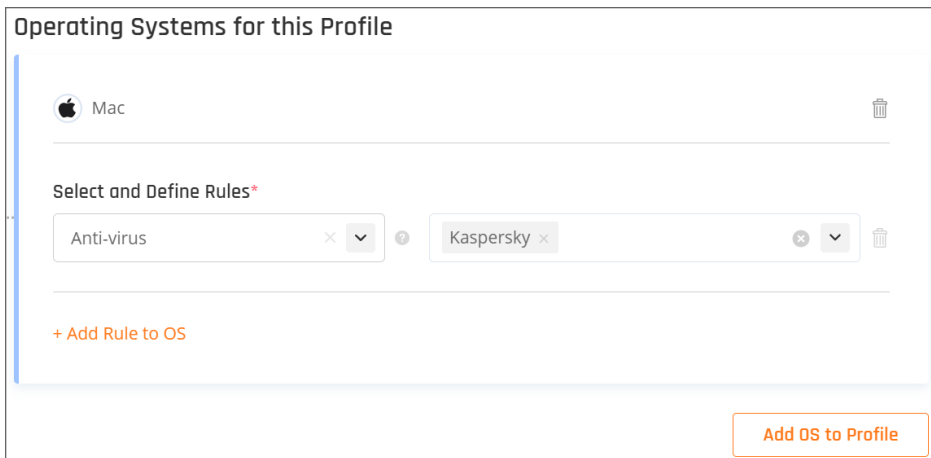 Operating Systems for this Profile
Mac
Select and Define Rules*
Anti-virus
Kaspersky
+ Add Rule to OS
Add OS to Profile